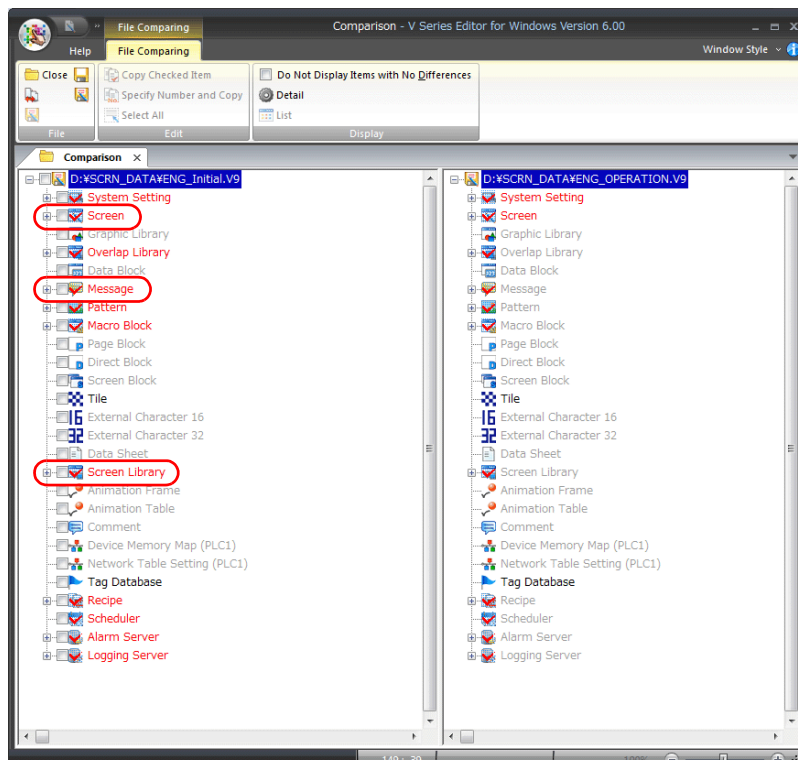 File Comparing
Comparison - V Series Editor for Windows Version 6.00
Help
File Comparing
Window Style
Close
Copy Checked Item
Specify Number and Copy
Select All
Do Not Display Items with No Differences
Detail
List
File
Edit
Display
Comparison
D:¥SCRN_DATA¥ENG_Initial.V9
System Setting
Screen
Graphic Library
Overlap Library
Data Block
Message
Pattern
Macro Block
Page Block
Direct Block
Screen Block
Tile
External Character 16
External Character 32
Data Sheet
Screen Library
Animation Frame
Animation Table
Comment
Device Memory Map (PLC1)
Network Table Setting (PLC1)
Tag Database
Recipe
Scheduler
Alarm Server
Logging Server
D:¥SCRN_DATA¥ENG_OPERATION.V9
System Setting
Screen
Graphic Library
Overlap Library
Data Block
Message
Pattern
Macro Block
Page Block
Direct Block
Screen Block
Tile
External Character 16
External Character 32
Data Sheet
Screen Library
Animation Frame
Animation Table
Comment
Device Memory Map (PLC1)
Network Table Setting (PLC1)
Tag Database
Recipe
Scheduler
Alarm Server
Logging Server